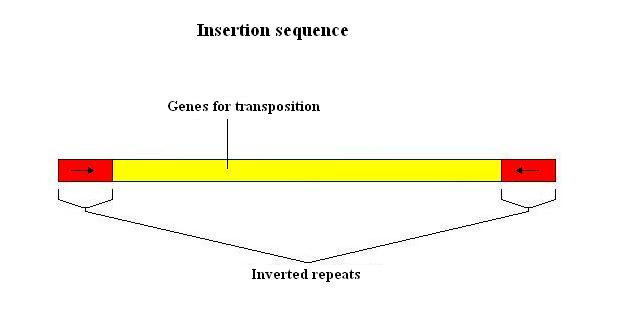 Insertion sequence
Genes for transposition
Inverted repeats